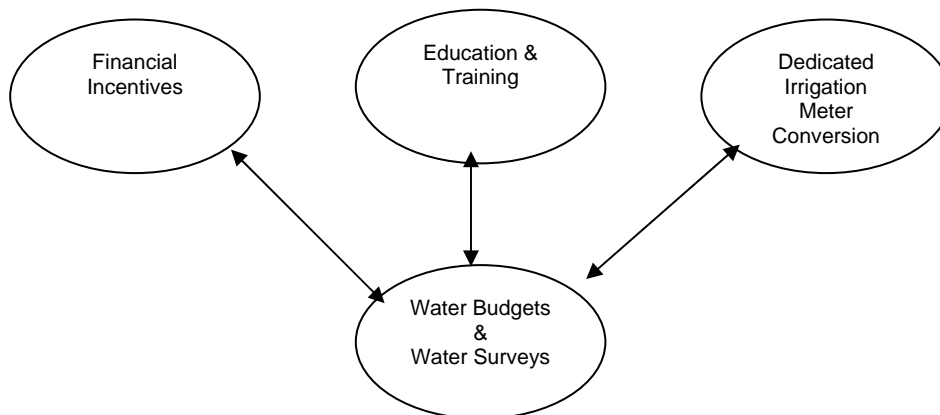 Financial
Incentives
Education &
Training
Dedicated
Irrigation
Meter
Conversion
Water Budgets
&
Water Surveys